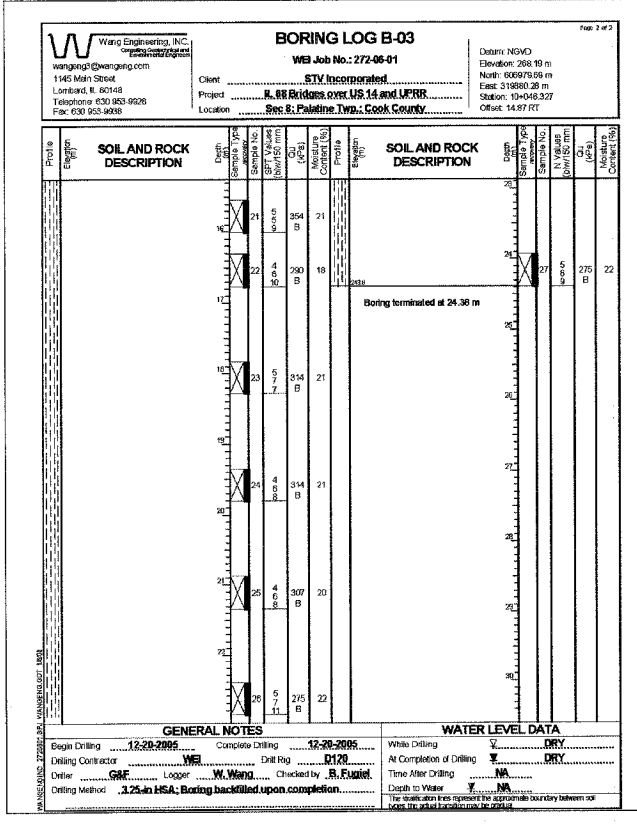 Page 2 of 2
Wang Engineering, INC.
Consulting Geotechnical and
Environmental Engineers
wangeng3@wangeng.com
1145 Main Street
Lombard, IL 60148
Telephone: 630 953-9928
Fax: 630 953-9938
BORING LOG B-03
WEI Job No.: 272-06-01
Client STV Incorporated
Project IL 68 Bridges over US 14 and UPRR
Location Sec 8; Palatine Twp.; Cook County
Datum: NGVD
Elevation: 268.19 m
North: 606979.69 m
East: 319880.28 m
Station: 10+046.327
Offset: 14.87 RT
Profile Elevation (m) SOIL AND ROCK DESCRIPTION Depth (m) Sample Type recovery Sample No. SPT Values (blw/150 mm) Qu (kPa) Moisture Content (%)
Profile Elevation (m) SOIL AND ROCK DESCRIPTION Depth (m) Sample Type recovery Sample No. N Values (blw/150 mm) Qu (kPa) Moisture Content (%)
21 5 5 9 354 B 21
16
22 4 6 10 290 B 18
17
18
23 5 7 7 314 B 21
19
24 4 6 8 314 B 21
20
21
25 4 6 8 307 B 20
22
26 5 7 11 275 B 22
23
24
27 5 6 9 275 B 22
243.8
Boring terminated at 24.38 m
25
26
27
28
29
30
GENERAL NOTES
Begin Drilling 12-20-2005 Complete Drilling 12-20-2005
Drilling Contractor WEI Drill Rig D120
Driller G&F Logger W. Wang Checked by B. Fugiel
Drilling Method 3.25-in HSA; Boring backfilled upon completion
WATER LEVEL DATA
While Drilling DRY
At Completion of Drilling DRY
Time After Drilling NA
Depth to Water NA
The stratification lines represent the approximate boundary between soil
types; the actual transition may be gradual.